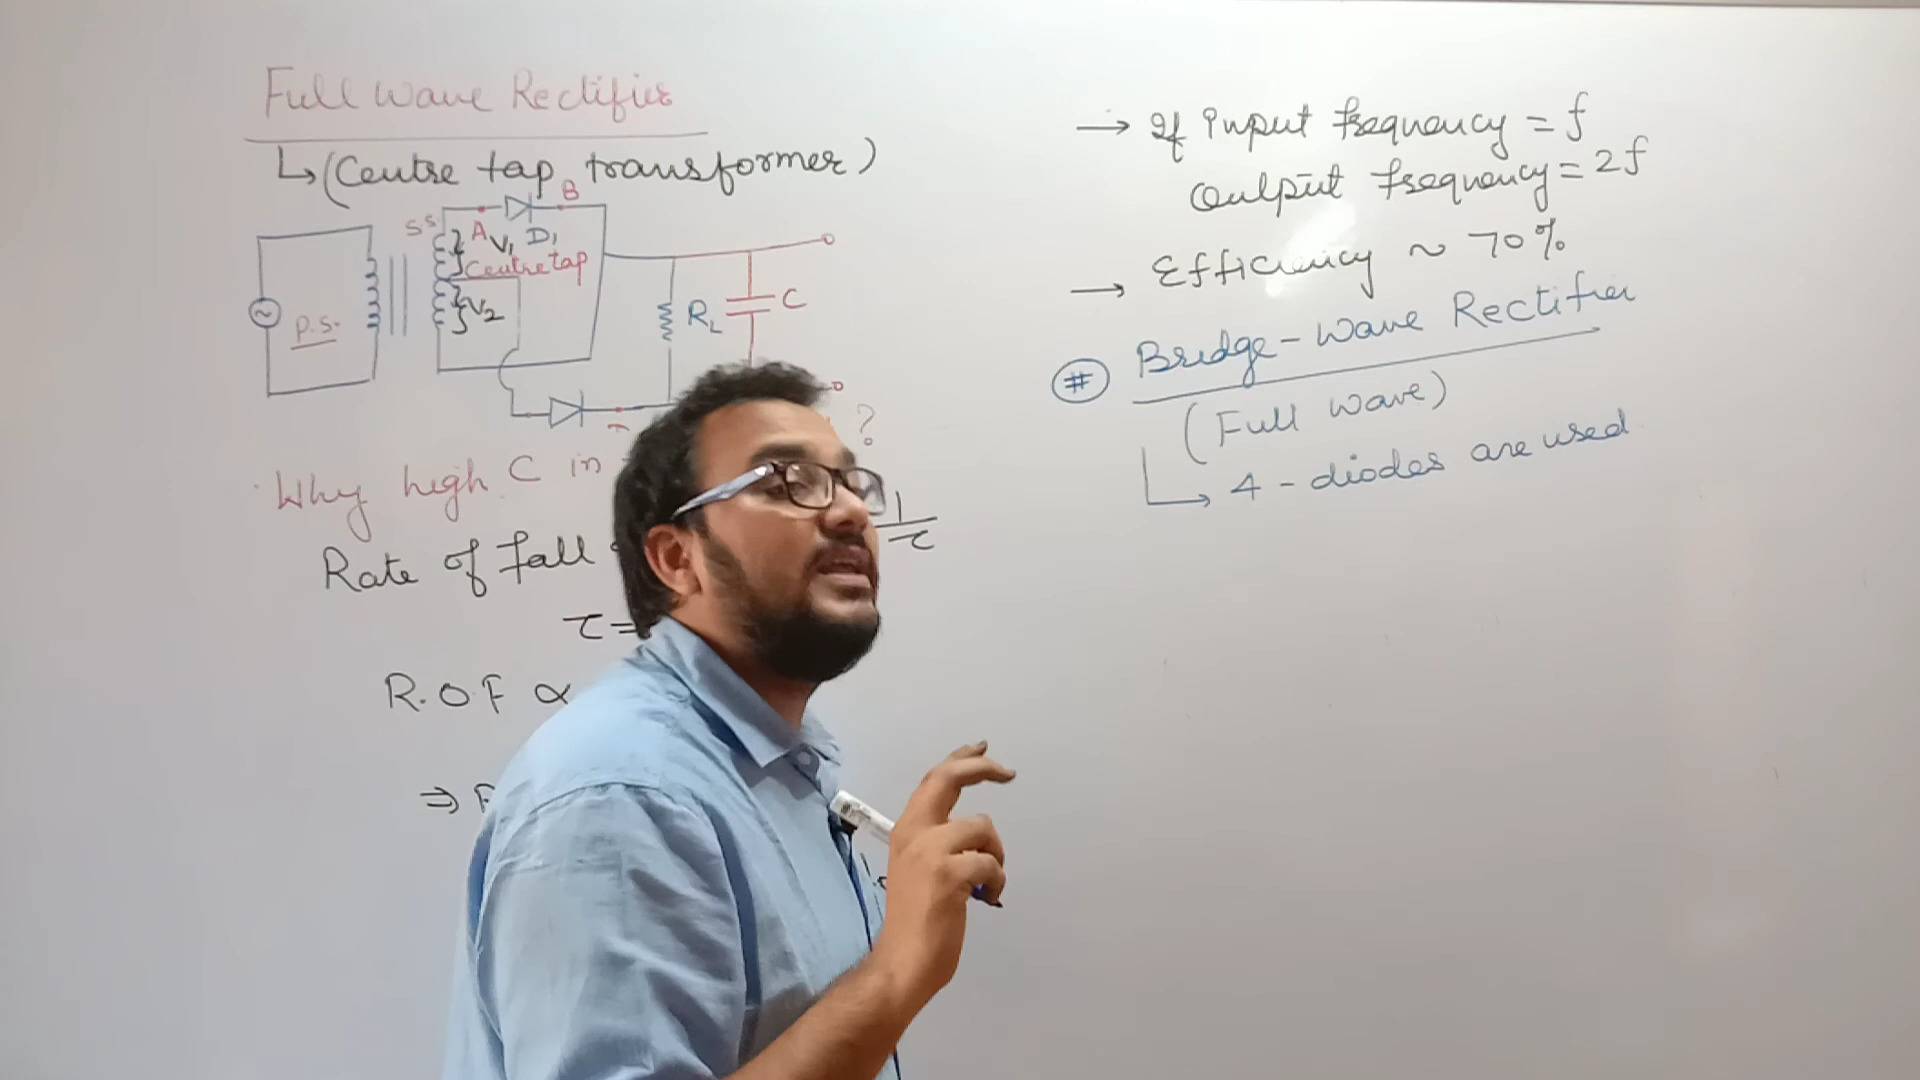 Full Wave Rectifier
(Centre tap transformer)
B
S
S
A
V1
D1
Centre tap
V2
P.S.
RL
C
?
Why high C in
Rate of fall
1
τ
τ =
R.O.F ∝
⇒
→ If Input frequency = f
Output frequency = 2f
→ Efficiency ~ 70%
# Bridge - Wave Rectifier
(Full wave)
4 - diodes are used